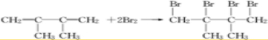 Br Br Br Br
CH₂=C—C=CH₂ +2Br₂ ⟶ CH₂—C—C—CH₂
CH₃ CH₃ CH₃ CH₃